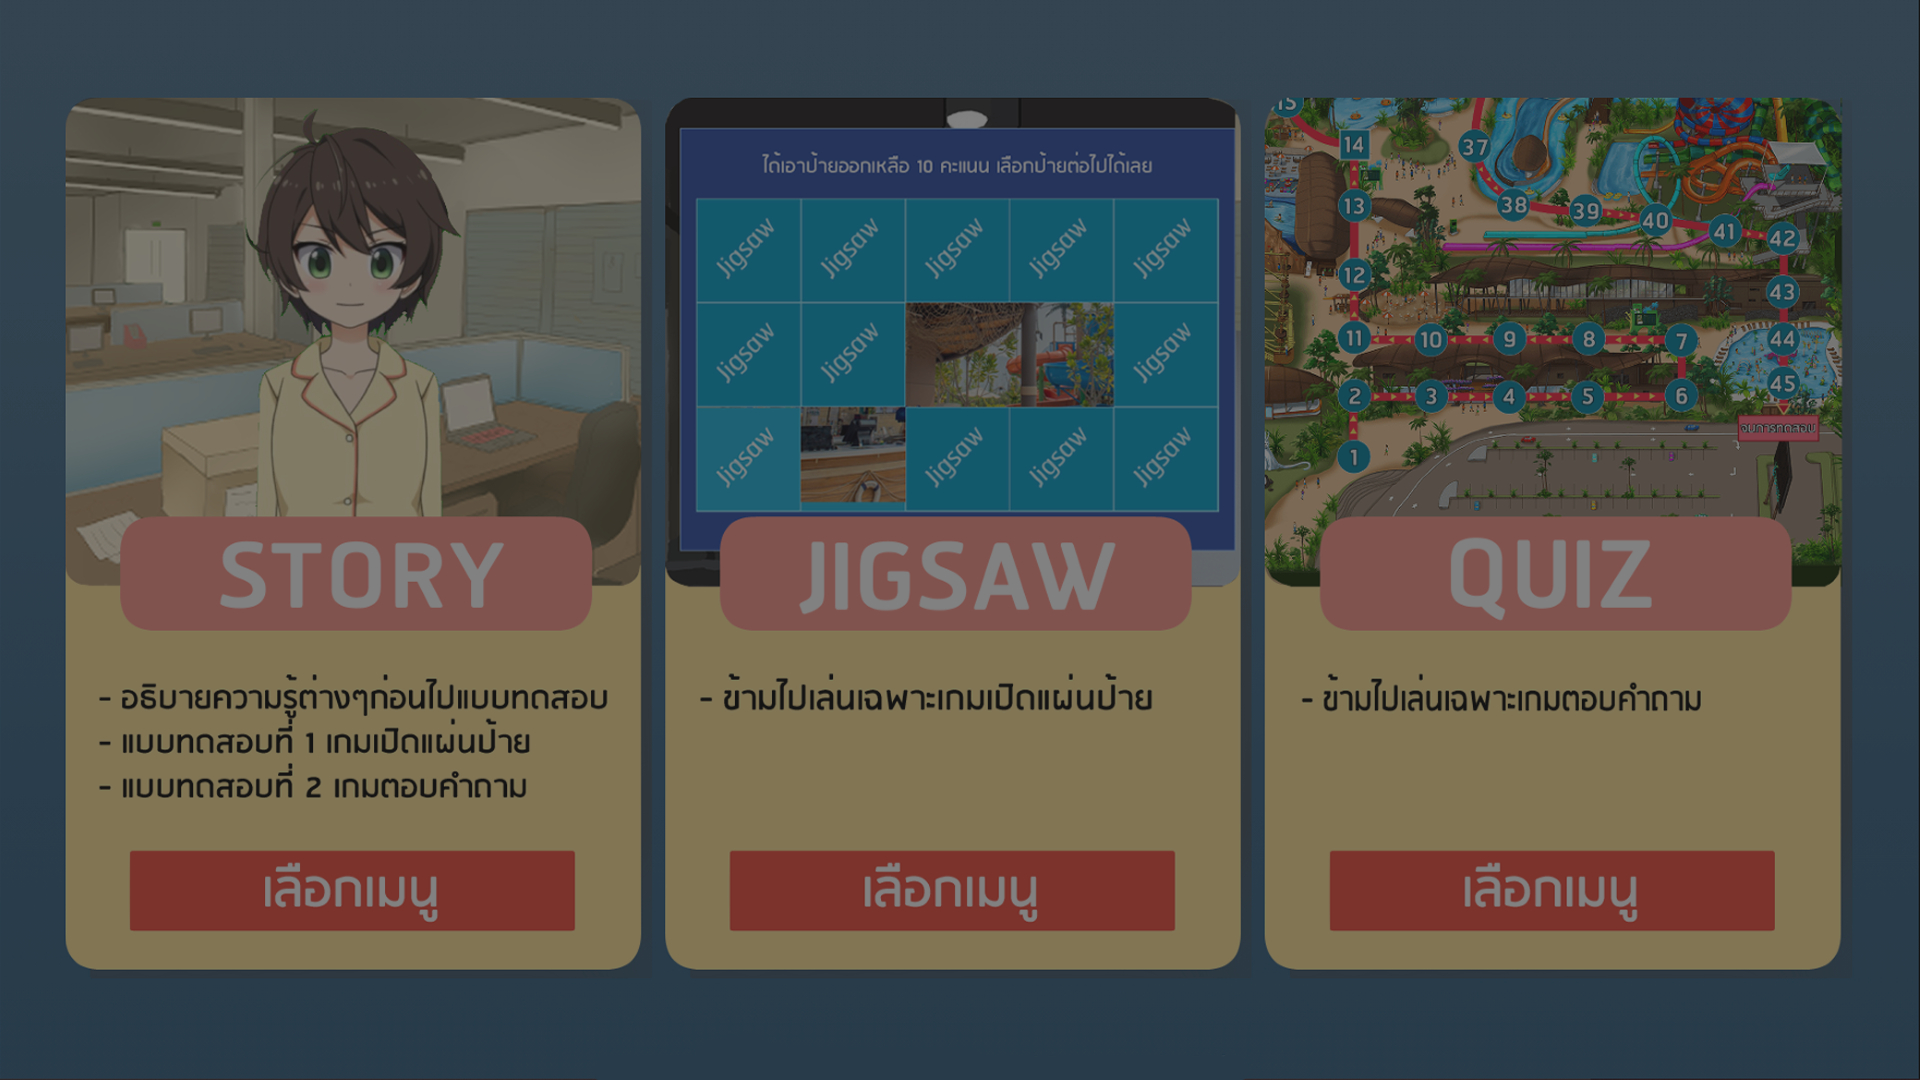 ได้เอาป้ายออกเหลือ 10 คะแนน เลือกป้ายต่อไปได้เลย
Jigsaw Jigsaw Jigsaw Jigsaw Jigsaw
Jigsaw Jigsaw Jigsaw
Jigsaw Jigsaw Jigsaw Jigsaw
15
14 37
13 38 39 40 41 42
12 43
11 10 9 8 7 44
2 3 4 5 6 45
จบการทดสอบ
1
STORY
- อธิบายความรู้ต่างๆก่อนไปแบบทดสอบ
- แบบทดสอบที่ 1 เกมเปิดแผ่นป้าย
- แบบทดสอบที่ 2 เกมตอบคำถาม
เลือกเมนู
JIGSAW
- ข้ามไปเล่นเฉพาะเกมเปิดแผ่นป้าย
เลือกเมนู
QUIZ
- ข้ามไปเล่นเฉพาะเกมตอบคำถาม
เลือกเมนู